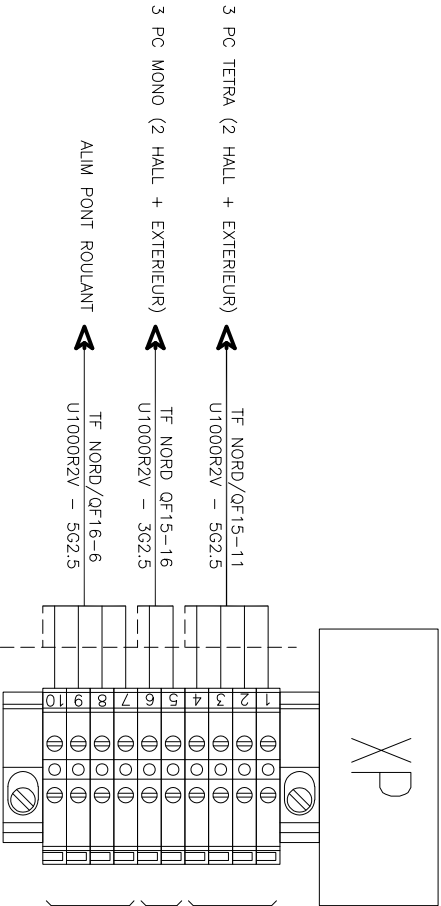 XP
3 PC TETRA (2 HALL + EXTERIEUR)
TF NORD/QF15-11
U1000R2V - 5G2.5
3 PC MONO (2 HALL + EXTERIEUR)
TF NORD QF15-16
U1000R2V - 3G2.5
ALIM PONT ROULANT
TF NORD/QF16-6
U1000R2V - 5G2.5
1
2
3
4
5
6
7
8
9
10